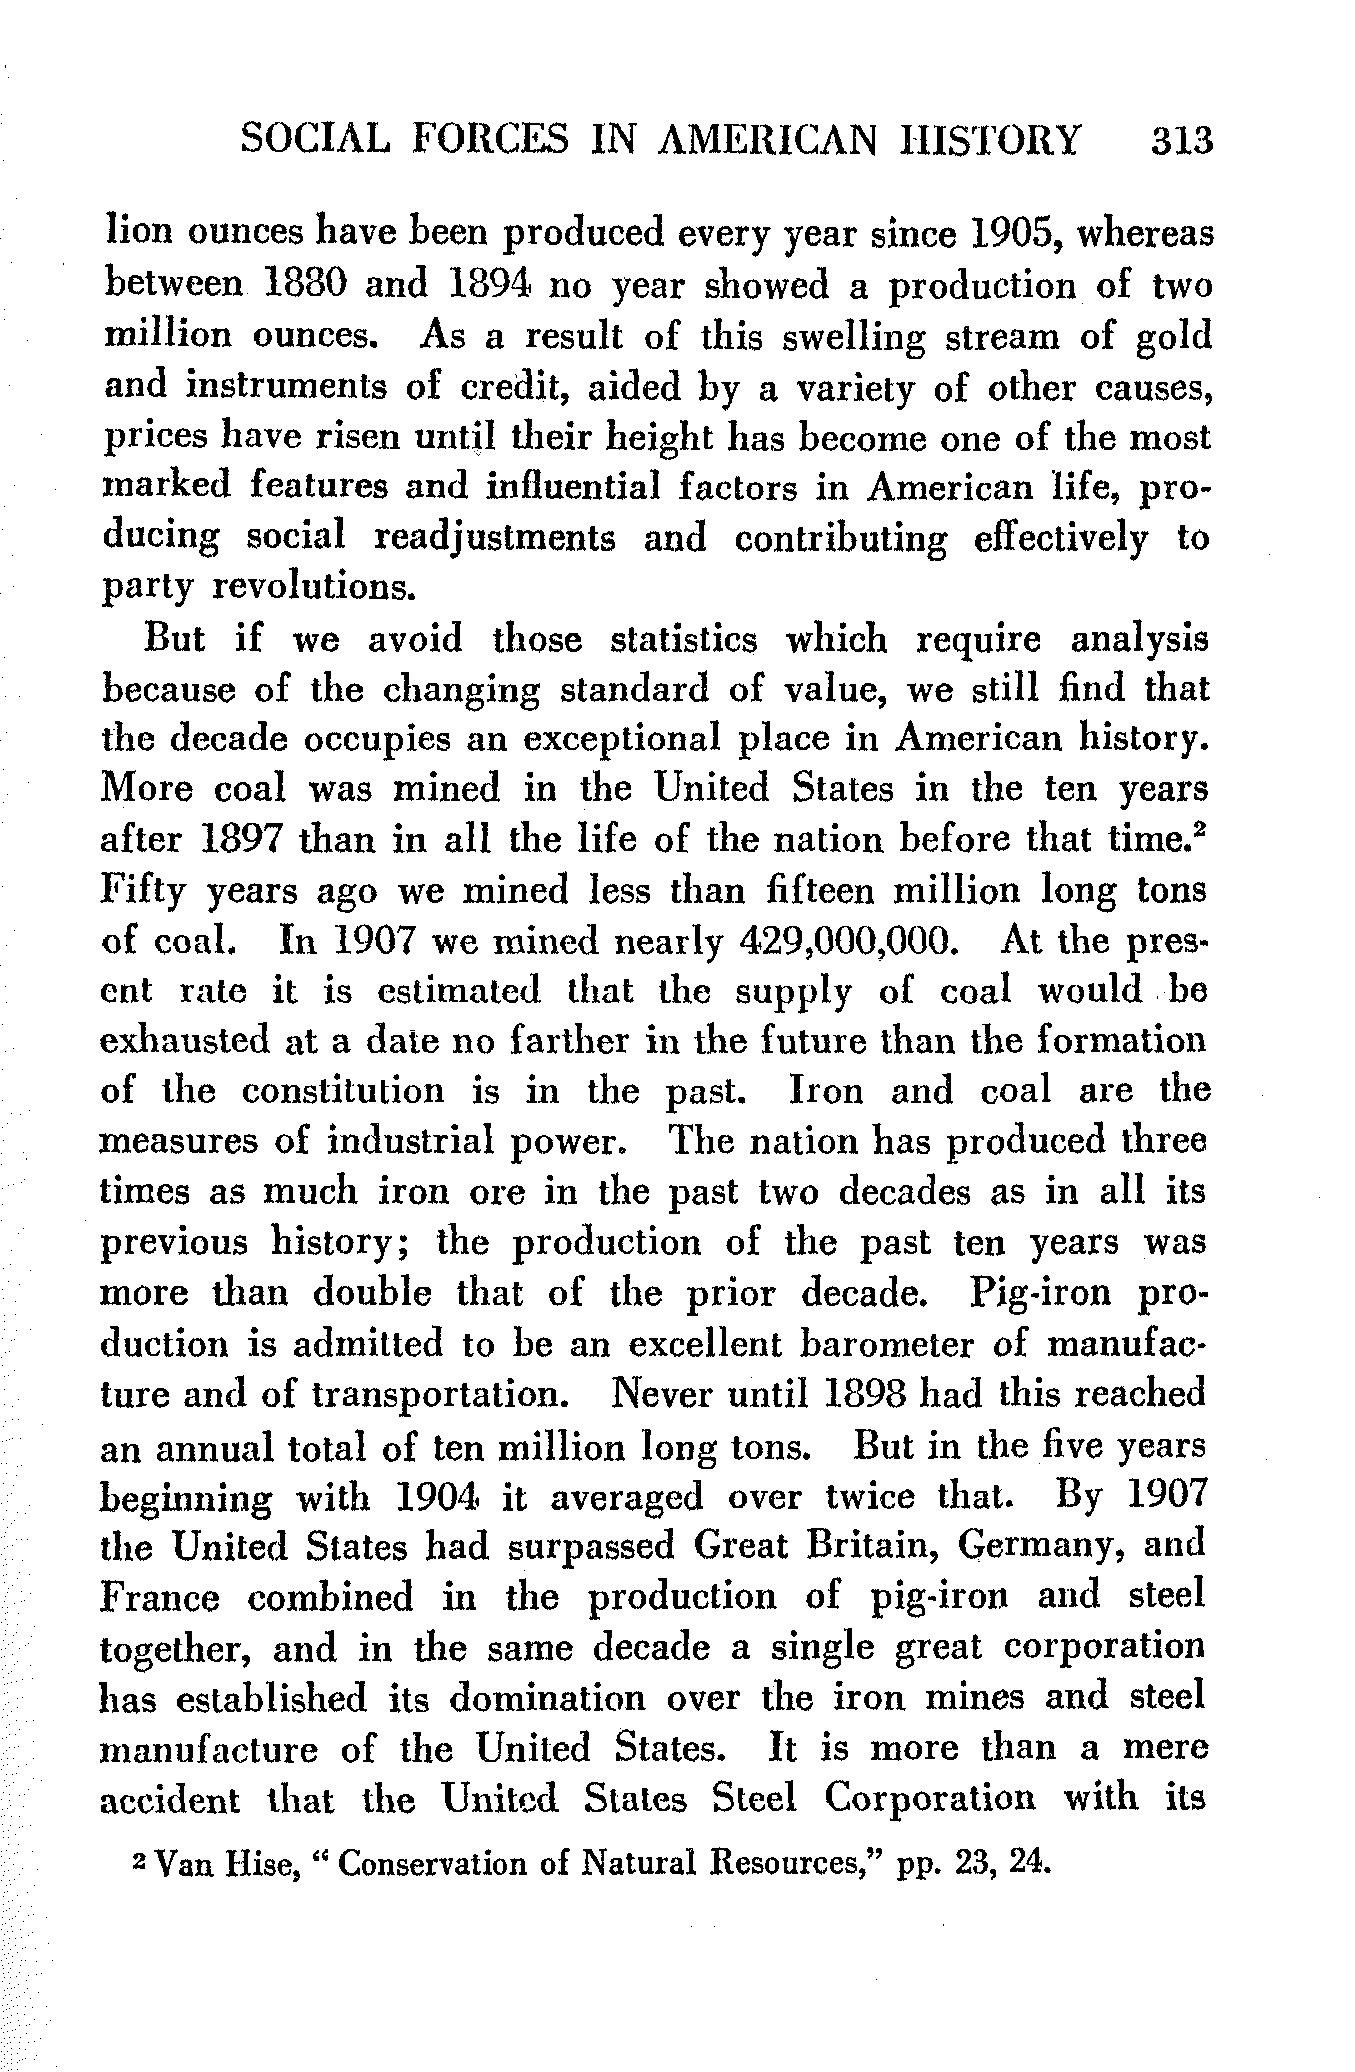 SOCIAL FORCES IN AMERICAN HISTORY 313
lion ounces have been produced every year since 1905, whereas
between 1880 and 1894 no year showed a production of two
million ounces. As a result of this swelling stream of gold
and instruments of credit, aided by a variety of other causes,
prices have risen until their height has become one of the most
marked features and influential factors in American life, pro-
ducing social readjustments and contributing effectively to
party revolutions.
But if we avoid those statistics which require analysis
because of the changing standard of value, we still find that
the decade occupies an exceptional place in American history.
More coal was mined in the United States in the ten years
after 1897 than in all the life of the nation before that time.²
Fifty years ago we mined less than fifteen million long tons
of coal. In 1907 we mined nearly 429,000,000. At the pres-
ent rate it is estimated that the supply of coal would be
exhausted at a date no farther in the future than the formation
of the constitution is in the past. Iron and coal are the
measures of industrial power. The nation has produced three
times as much iron ore in the past two decades as in all its
previous history; the production of the past ten years was
more than double that of the prior decade. Pig-iron pro-
duction is admitted to be an excellent barometer of manufac-
ture and of transportation. Never until 1898 had this reached
an annual total of ten million long tons. But in the five years
beginning with 1904 it averaged over twice that. By 1907
the United States had surpassed Great Britain, Germany, and
France combined in the production of pig-iron and steel
together, and in the same decade a single great corporation
has established its domination over the iron mines and steel
manufacture of the United States. It is more than a mere
accident that the United States Steel Corporation with its
² Van Hise, "Conservation of Natural Resources," pp. 23, 24.